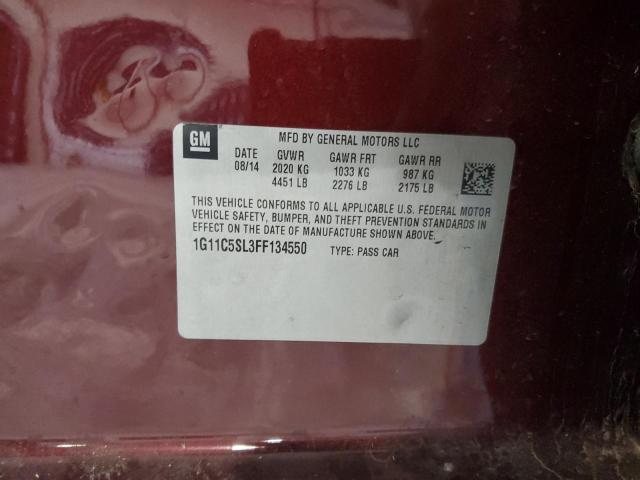 GM
MFD BY GENERAL MOTORS LLC
DATE GVWR GAWR FRT GAWR RR
08/14 2020 KG 1033 KG 987 KG
4451 LB 2276 LB 2175 LB
THIS VEHICLE CONFORMS TO ALL APPLICABLE U.S. FEDERAL MOTOR
VEHICLE SAFETY, BUMPER, AND THEFT PREVENTION STANDARDS IN
EFFECT ON THE DATE OF MANUFACTURE SHOWN ABOVE.
1G11C5SL3FF134550 TYPE: PASS CAR